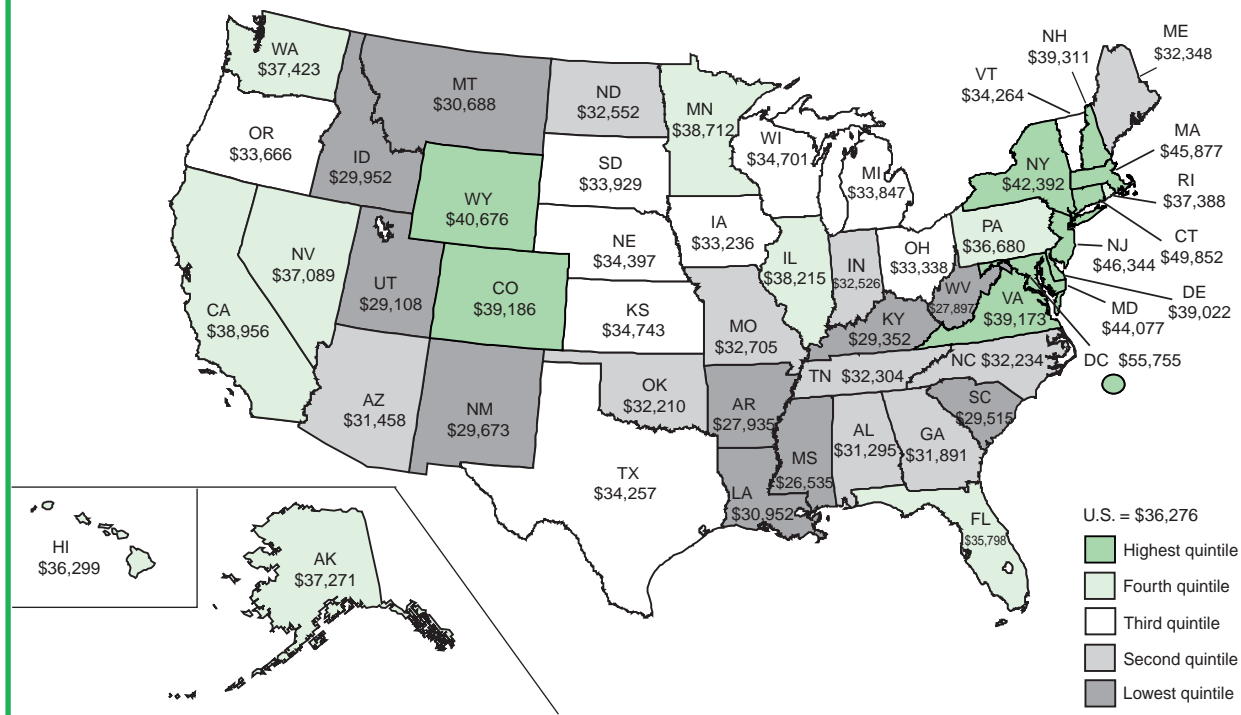 WA
$37,423
OR
$33,666
CA
$38,956
NV
$37,089
ID
$29,952
MT
$30,688
WY
$40,676
UT
$29,108
CO
$39,186
AZ
$31,458
NM
$29,673
ND
$32,552
SD
$33,929
NE
$34,397
KS
$34,743
OK
$32,210
TX
$34,257
MN
$38,712
IA
$33,236
MO
$32,705
AR
$27,935
LA
$30,952
WI
$34,701
IL
$38,215
MI
$33,847
IN
$32,526
OH
$33,338
KY
$29,352
TN $32,304
MS
$26,535
AL
$31,295
GA
$31,891
FL
$35,798
SC
$29,515
NC $32,234
WV
$27,897
VA
$39,173
PA
$36,680
NY
$42,392
VT
$34,264
NH
$39,311
ME
$32,348
MA
$45,877
RI
$37,388
CT
$49,852
NJ
$46,344
DE
$39,022
MD
$44,077
DC $55,755
HI
$36,299
AK
$37,271
U.S. = $36,276
Highest quintile
Fourth quintile
Third quintile
Second quintile
Lowest quintile